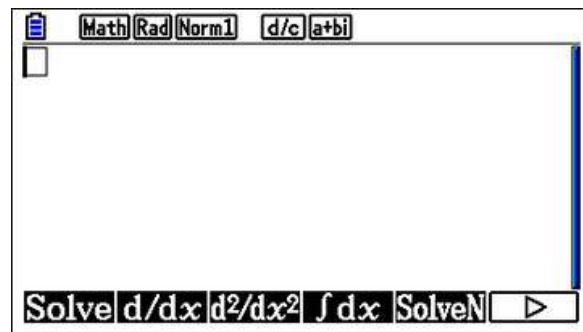 Math Rad Norm1 d/c a+bi
Solve d/dx d²/dx² ∫dx SolveN ▷